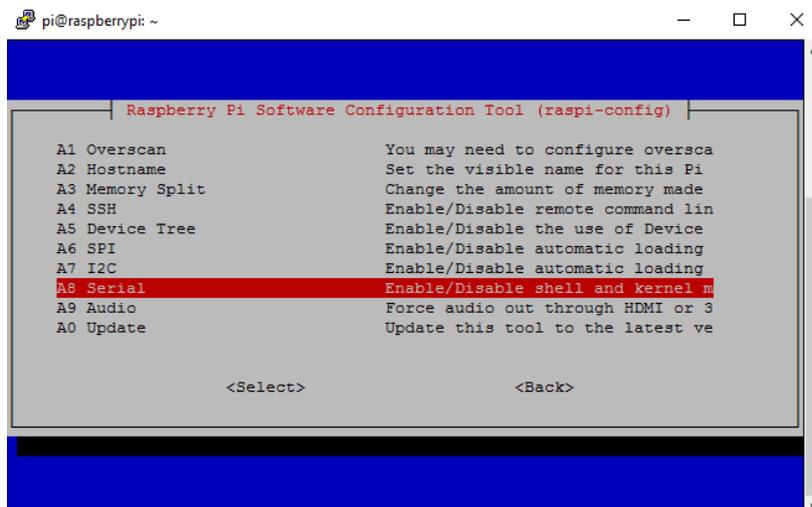 pi@raspberrypi: ~
Raspberry Pi Software Configuration Tool (raspi-config)
A1 Overscan You may need to configure oversca
A2 Hostname Set the visible name for this Pi
A3 Memory Split Change the amount of memory made
A4 SSH Enable/Disable remote command lin
A5 Device Tree Enable/Disable the use of Device
A6 SPI Enable/Disable automatic loading
A7 I2C Enable/Disable automatic loading
A8 Serial Enable/Disable shell and kernel m
A9 Audio Force audio out through HDMI or 3
A0 Update Update this tool to the latest ve
<Select> <Back>